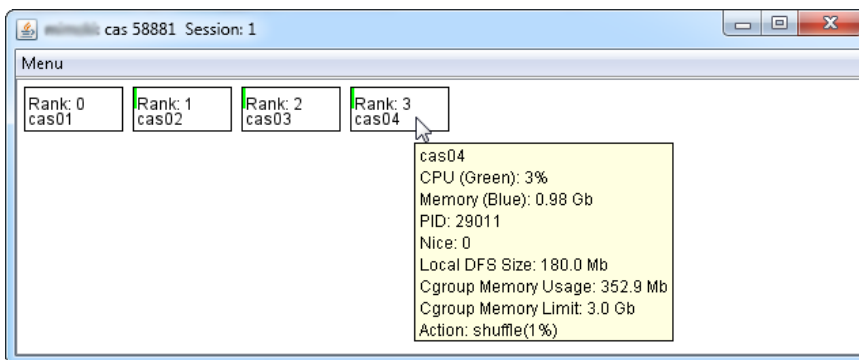 cas 58881 Session: 1
Menu
Rank: 0
cas01
Rank: 1
cas02
Rank: 2
cas03
Rank: 3
cas04
cas04
CPU (Green): 3%
Memory (Blue): 0.98 Gb
PID: 29011
Nice: 0
Local DFS Size: 180.0 Mb
Cgroup Memory Usage: 352.9 Mb
Cgroup Memory Limit: 3.0 Gb
Action: shuffle(1%)